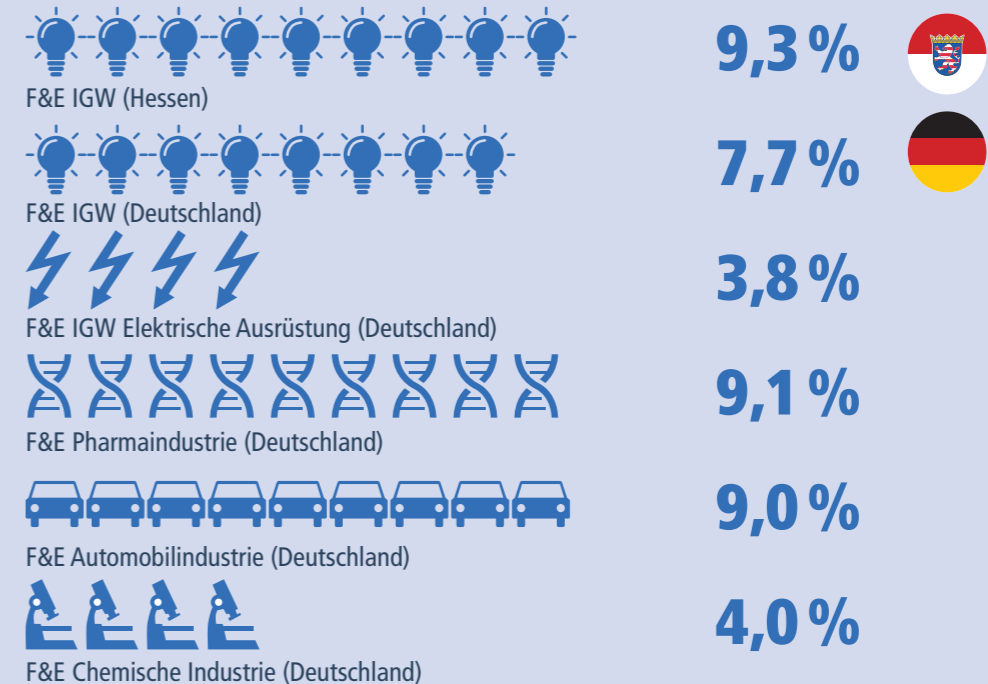 9,3 %
F&E IGW (Hessen)
7,7 %
F&E IGW (Deutschland)
3,8 %
F&E IGW Elektrische Ausrüstung (Deutschland)
9,1 %
F&E Pharmaindustrie (Deutschland)
9,0 %
F&E Automobilindustrie (Deutschland)
4,0 %
F&E Chemische Industrie (Deutschland)